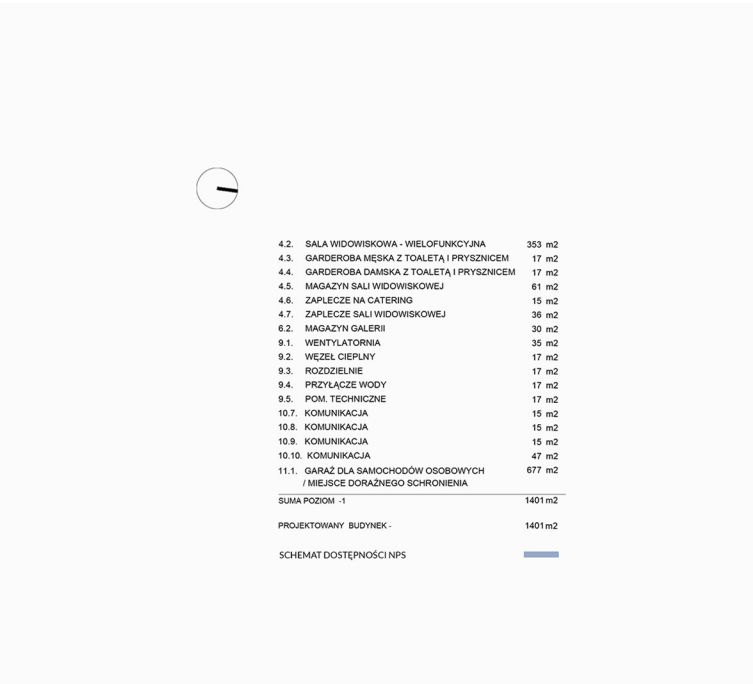 4.2. SALA WIDOWISKOWA - WIELOFUNKCYJNA 353 m2
4.3. GARDEROBA MĘSKA Z TOALETĄ I PRYSZNICEM 17 m2
4.4. GARDEROBA DAMSKA Z TOALETĄ I PRYSZNICEM 17 m2
4.5. MAGAZYN SALI WIDOWISKOWEJ 61 m2
4.6. ZAPLECZE NA CATERING 15 m2
4.7. ZAPLECZE SALI WIDOWISKOWEJ 36 m2
6.2. MAGAZYN GALERII 30 m2
9.1. WENTYLATORNIA 35 m2
9.2. WĘZEŁ CIEPLNY 17 m2
9.3. ROZDZIELNIE 17 m2
9.4. PRZYŁĄCZE WODY 17 m2
9.5. POM. TECHNICZNE 17 m2
10.7. KOMUNIKACJA 15 m2
10.8. KOMUNIKACJA 15 m2
10.9. KOMUNIKACJA 15 m2
10.10. KOMUNIKACJA 47 m2
11.1. GARAŻ DLA SAMOCHODÓW OSOBOWYCH 677 m2
/ MIEJSCE DORAŹNEGO SCHRONIENIA
SUMA POZIOM -1 1401 m2
PROJEKTOWANY BUDYNEK - 1401 m2
SCHEMAT DOSTĘPNOŚCI NPS